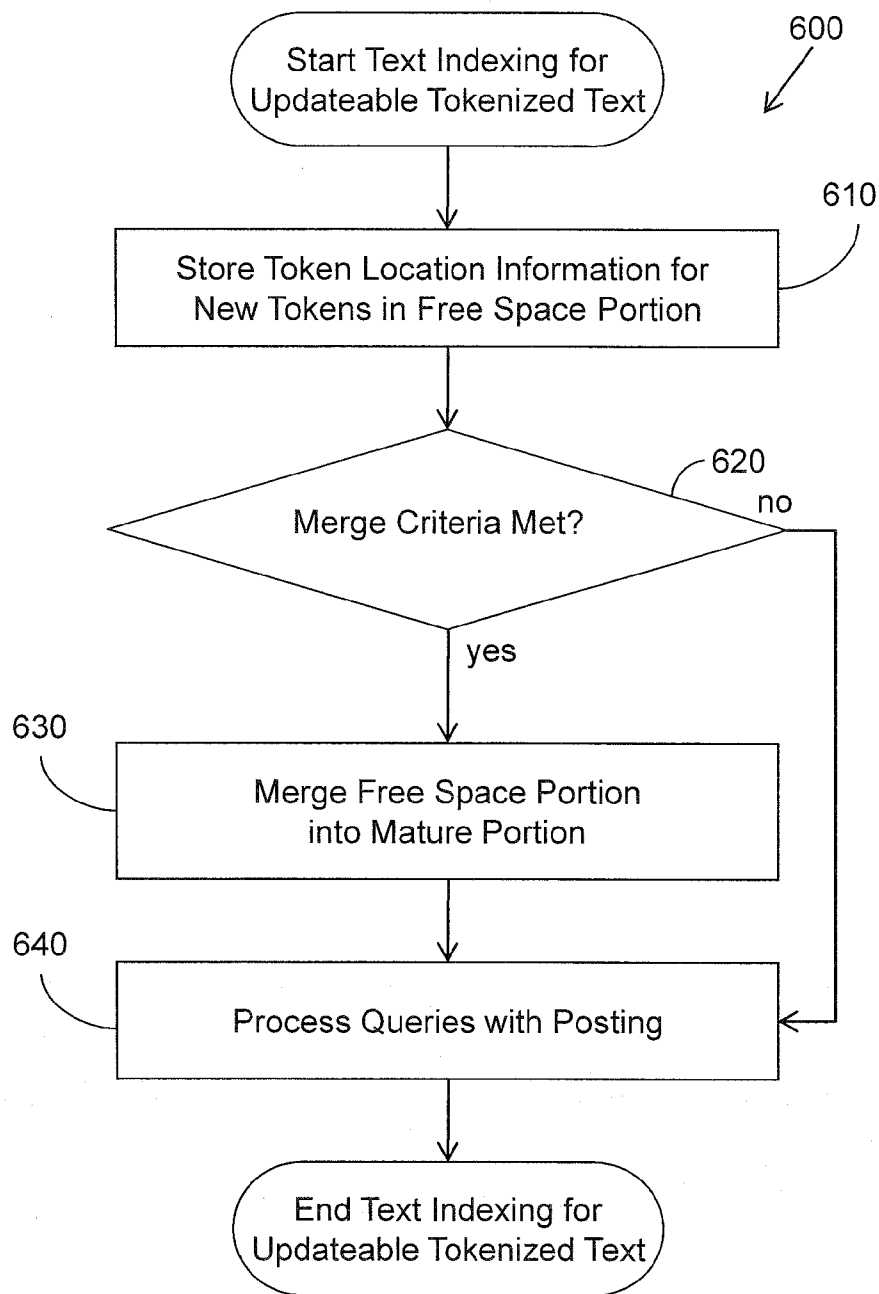 600
Start Text Indexing for
Updateable Tokenized Text
610
Store Token Location Information for
New Tokens in Free Space Portion
620
no
Merge Criteria Met?
yes
630
Merge Free Space Portion
into Mature Portion
640
Process Queries with Posting
End Text Indexing for
Updateable Tokenized Text